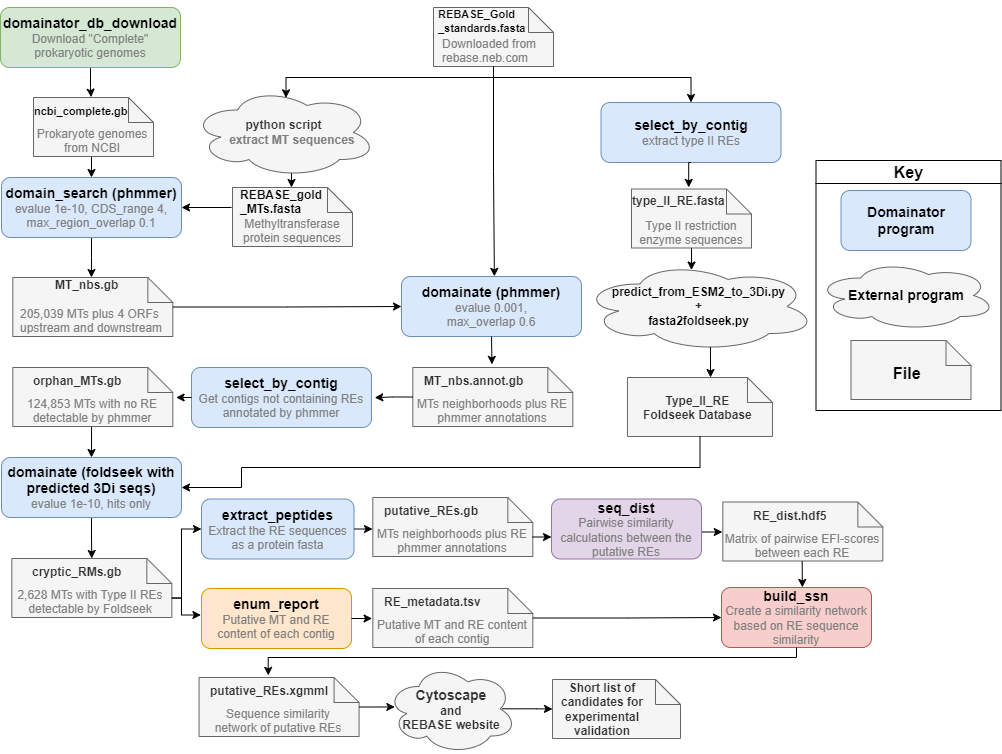 domainator_db_download
Download "Complete"
prokaryotic genomes
REBASE_Gold
_standards.fasta
Downloaded from
rebase.neb.com
ncbi_complete.gb
Prokaryote genomes
from NCBI
python script
extract MT sequences
select_by_contig
extract type II REs
Key
Domainator
program
External program
File
domain_search (phmmer)
evalue 1e-10, CDS_range 4,
max_region_overlap 0.1
REBASE_gold
_MTs.fasta
Methyltransferase
protein sequences
type_II_RE.fasta
Type II restriction
enzyme sequences
MT_nbs.gb
205,039 MTs plus 4 ORFs
upstream and downstream
domainate (phmmer)
evalue 0.001,
max_overlap 0.6
predict_from_ESM2_to_3Di.py
+
fasta2foldseek.py
orphan_MTs.gb
124,853 MTs with no RE
detectable by phmmer
select_by_contig
Get contigs not containing REs
annotated by phmmer
MT_nbs.annot.gb
MTs neighborhoods plus RE
phmmer annotations
Type_II_RE
Foldseek Database
domainate (foldseek with
predicted 3Di seqs)
evalue 1e-10, hits only
extract_peptides
Extract the RE sequences
as a protein fasta
putative_REs.gb
MTs neighborhoods plus RE
phmmer annotations
seq_dist
Pairwise similarity
calculations between the
putative REs
RE_dist.hdf5
Matrix of pairwise EFI-scores
between each RE
cryptic_RMs.gb
2,628 MTs with Type II REs
detectable by Foldseek
enum_report
Putative MT and RE
content of each contig
RE_metadata.tsv
Putative MT and RE content
of each contig
build_ssn
Create a similarity network
based on RE sequence
similarity
putative_REs.xgmml
Sequence similarity
network of putative REs
Cytoscape
and
REBASE website
Short list of
candidates for
experimental
validation